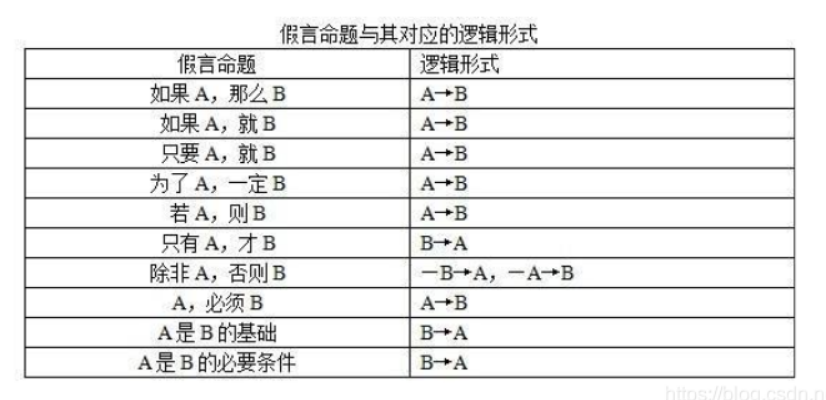 假言命题与其对应的逻辑形式
假言命题 逻辑形式
如果 A，那么 B A→B
如果 A，就 B A→B
只要 A，就 B A→B
为了 A，一定 B A→B
若 A，则 B A→B
只有 A，才 B B→A
除非 A，否则 B －B→A，－A→B
A，必须 B A→B
A 是 B 的基础 B→A
A 是 B 的必要条件 B→A
https://blog.csdn.n